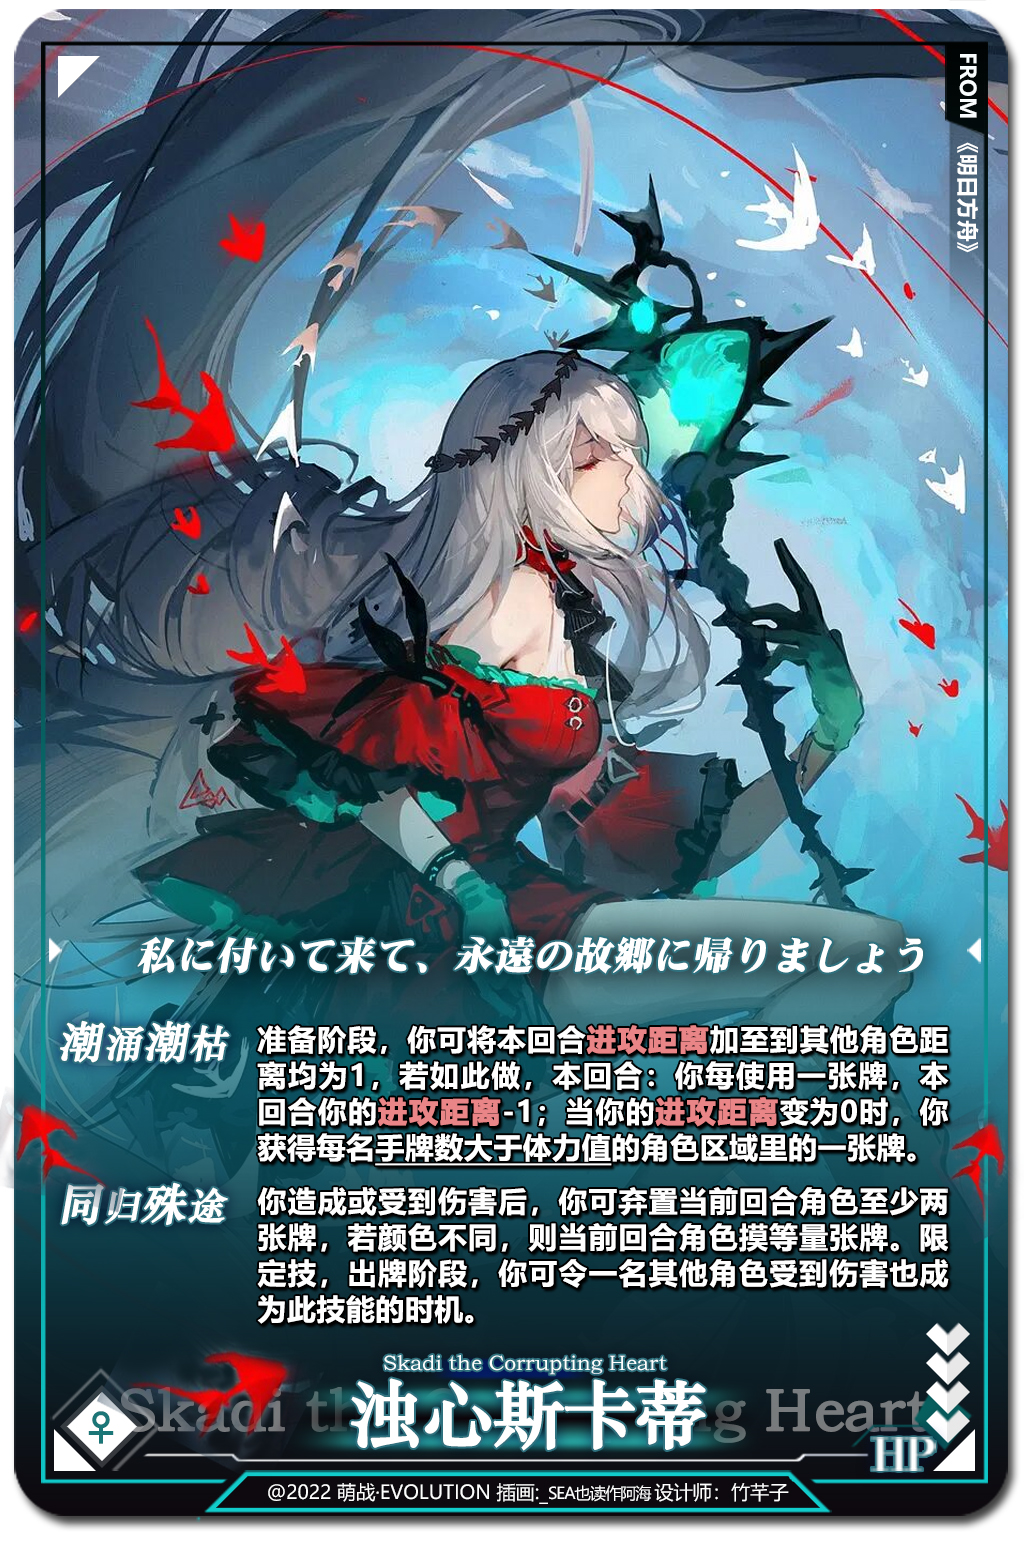 FROM
《明日方舟》
私に付いて来て、永遠の故郷に帰りましょう
潮涌潮枯
准备阶段，你可将本回合进攻距离加至到其他角色距
离均为1，若如此做，本回合：你每使用一张牌，本
回合你的进攻距离-1；当你的进攻距离变为0时，你
获得每名手牌数大于体力值的角色区域里的一张牌。
同归殊途
你造成或受到伤害后，你可弃置当前回合角色至少两
张牌，若颜色不同，则当前回合角色摸等量张牌。限
定技，出牌阶段，你可令一名其他角色受到伤害也成
为此技能的时机。
Skadi the Corrupting Heart
浊心斯卡蒂
HP
@2022 萌战·EVOLUTION 插画:_SEA也读作阿海 设计师：竹芊子